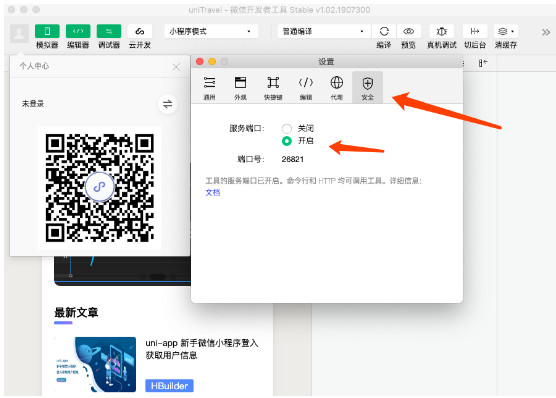 uniTravel - 微信开发者工具 Stable v1.02.1907300
模拟器 编辑器 调试器 云开发
小程序模式
普通编译
编译 预览 真机调试 切后台 清缓存
个人中心
未登录
设置
通用 外观 快捷键 编辑 代理 安全
服务端口： 关闭
开启
端口号： 26821
工具的服务端口已开启。命令行和 HTTP 均可调用工具。详细信息：
文档
最新文章
uni-app 新手微信小程序登入
获取用户信息
HBuilder